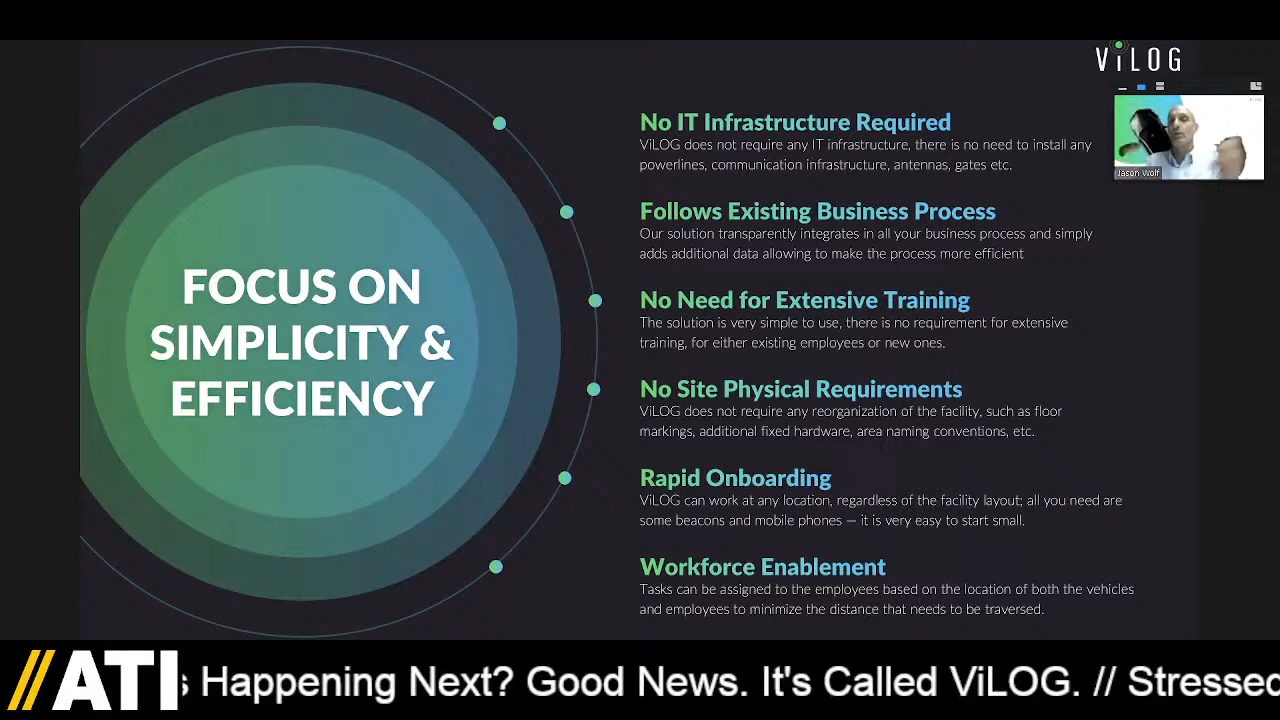 ViLOG
Jason Wolf
FOCUS ON
SIMPLICITY &
EFFICIENCY
No IT Infrastructure Required
ViLOG does not require any IT infrastructure, there is no need to install any
powerlines, communication infrastructure, antennas, gates etc.
Follows Existing Business Process
Our solution transparently integrates in all your business process and simply
adds additional data allowing to make the process more efficient
No Need for Extensive Training
The solution is very simple to use, there is no requirement for extensive
training, for either existing employees or new ones.
No Site Physical Requirements
ViLOG does not require any reorganization of the facility, such as floor
markings, additional fixed hardware, area naming conventions, etc.
Rapid Onboarding
ViLOG can work at any location, regardless of the facility layout; all you need are
some beacons and mobile phones — it is very easy to start small.
Workforce Enablement
Tasks can be assigned to the employees based on the location of both the vehicles
and employees to minimize the distance that needs to be traversed.
//ATI s Happening Next? Good News. It's Called ViLOG. // Stressed